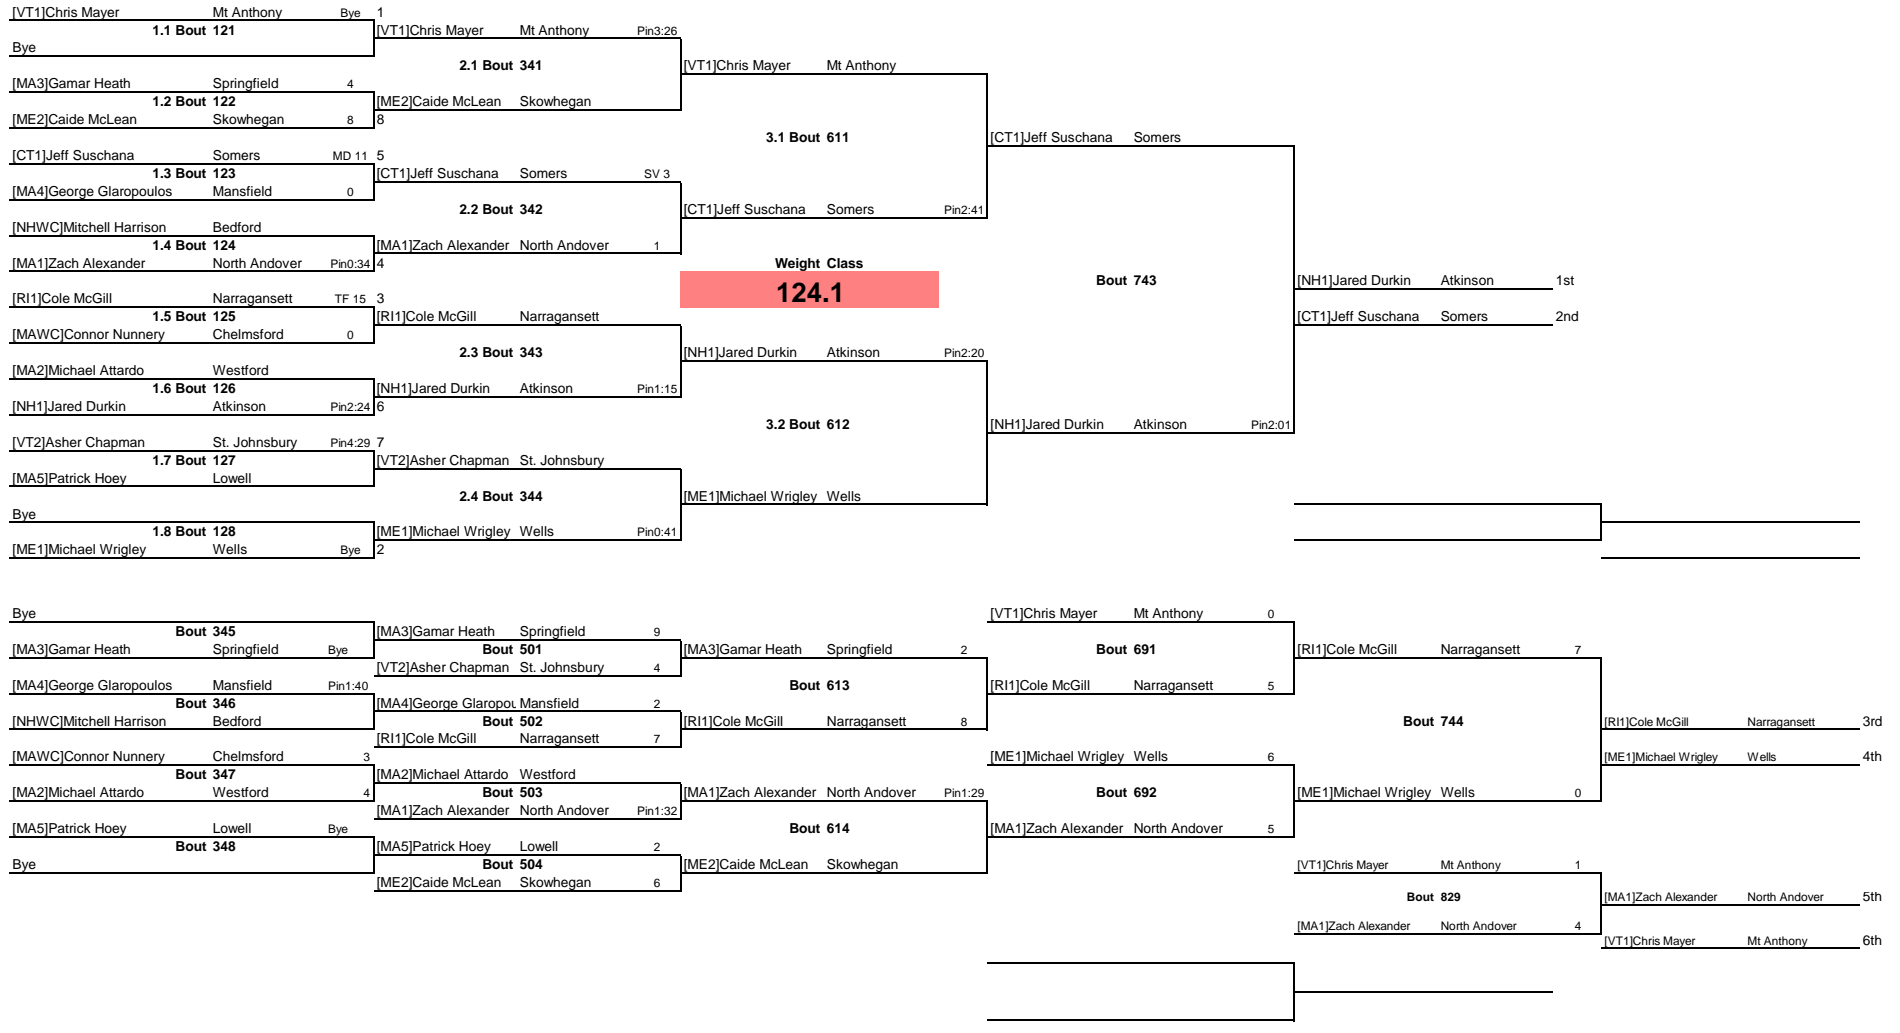 [VT1]Chris Mayer Mt Anthony Bye 1
1.1 Bout 121 [VT1]Chris Mayer Mt Anthony Pin3:26
Bye
2.1 Bout 341 [VT1]Chris Mayer Mt Anthony
[MA3]Gamar Heath Springfield 4
1.2 Bout 122 [ME2]Caide McLean Skowhegan
[ME2]Caide McLean Skowhegan 8 8
3.1 Bout 611 [CT1]Jeff Suschana Somers
[CT1]Jeff Suschana Somers MD 11 5
1.3 Bout 123 [CT1]Jeff Suschana Somers SV 3
[MA4]George Glaropoulos Mansfield 0
2.2 Bout 342 [CT1]Jeff Suschana Somers Pin2:41
[NHWC]Mitchell Harrison Bedford
1.4 Bout 124 [MA1]Zach Alexander North Andover 1
[MA1]Zach Alexander North Andover Pin0:34 4 Weight Class
Bout 743 [NH1]Jared Durkin Atkinson 1st
124.1
[RI1]Cole McGill Narragansett TF 15 3
1.5 Bout 125 [RI1]Cole McGill Narragansett [CT1]Jeff Suschana Somers 2nd
[MAWC]Connor Nunnery Chelmsford 0
2.3 Bout 343 [NH1]Jared Durkin Atkinson Pin2:20
[MA2]Michael Attardo Westford
1.6 Bout 126 [NH1]Jared Durkin Atkinson Pin1:15
[NH1]Jared Durkin Atkinson Pin2:24 6
3.2 Bout 612 [NH1]Jared Durkin Atkinson Pin2:01
[VT2]Asher Chapman St. Johnsbury Pin4:29 7
1.7 Bout 127 [VT2]Asher Chapman St. Johnsbury
[MA5]Patrick Hoey Lowell
2.4 Bout 344 [ME1]Michael Wrigley Wells
Bye
1.8 Bout 128 [ME1]Michael Wrigley Wells Pin0:41
[ME1]Michael Wrigley Wells Bye 2
Bye [VT1]Chris Mayer Mt Anthony 0
Bout 345 [MA3]Gamar Heath Springfield 9
[MA3]Gamar Heath Springfield Bye Bout 501 [MA3]Gamar Heath Springfield 2 Bout 691 [RI1]Cole McGill Narragansett 7
[VT2]Asher Chapman St. Johnsbury 4
[MA4]George Glaropoulos Mansfield Pin1:40 Bout 613 [RI1]Cole McGill Narragansett 5
Bout 346 [MA4]George Glaropou Mansfield 2
[NHWC]Mitchell Harrison Bedford Bout 502 [RI1]Cole McGill Narragansett 8 Bout 744 [RI1]Cole McGill Narragansett 3rd
[RI1]Cole McGill Narragansett 7
[MAWC]Connor Nunnery Chelmsford 3 [ME1]Michael Wrigley Wells 6 [ME1]Michael Wrigley Wells 4th
Bout 347 [MA2]Michael Attardo Westford
[MA2]Michael Attardo Westford 4 Bout 503 [MA1]Zach Alexander North Andover Pin1:29 Bout 692 [ME1]Michael Wrigley Wells 0
[MA1]Zach Alexander North Andover Pin1:32
[MA5]Patrick Hoey Lowell Bye Bout 614 [MA1]Zach Alexander North Andover 5
Bout 348 [MA5]Patrick Hoey Lowell 2
Bye Bout 504 [ME2]Caide McLean Skowhegan [VT1]Chris Mayer Mt Anthony 1
[ME2]Caide McLean Skowhegan 6
Bout 829 [MA1]Zach Alexander North Andover 5th
[MA1]Zach Alexander North Andover 4
[VT1]Chris Mayer Mt Anthony 6th